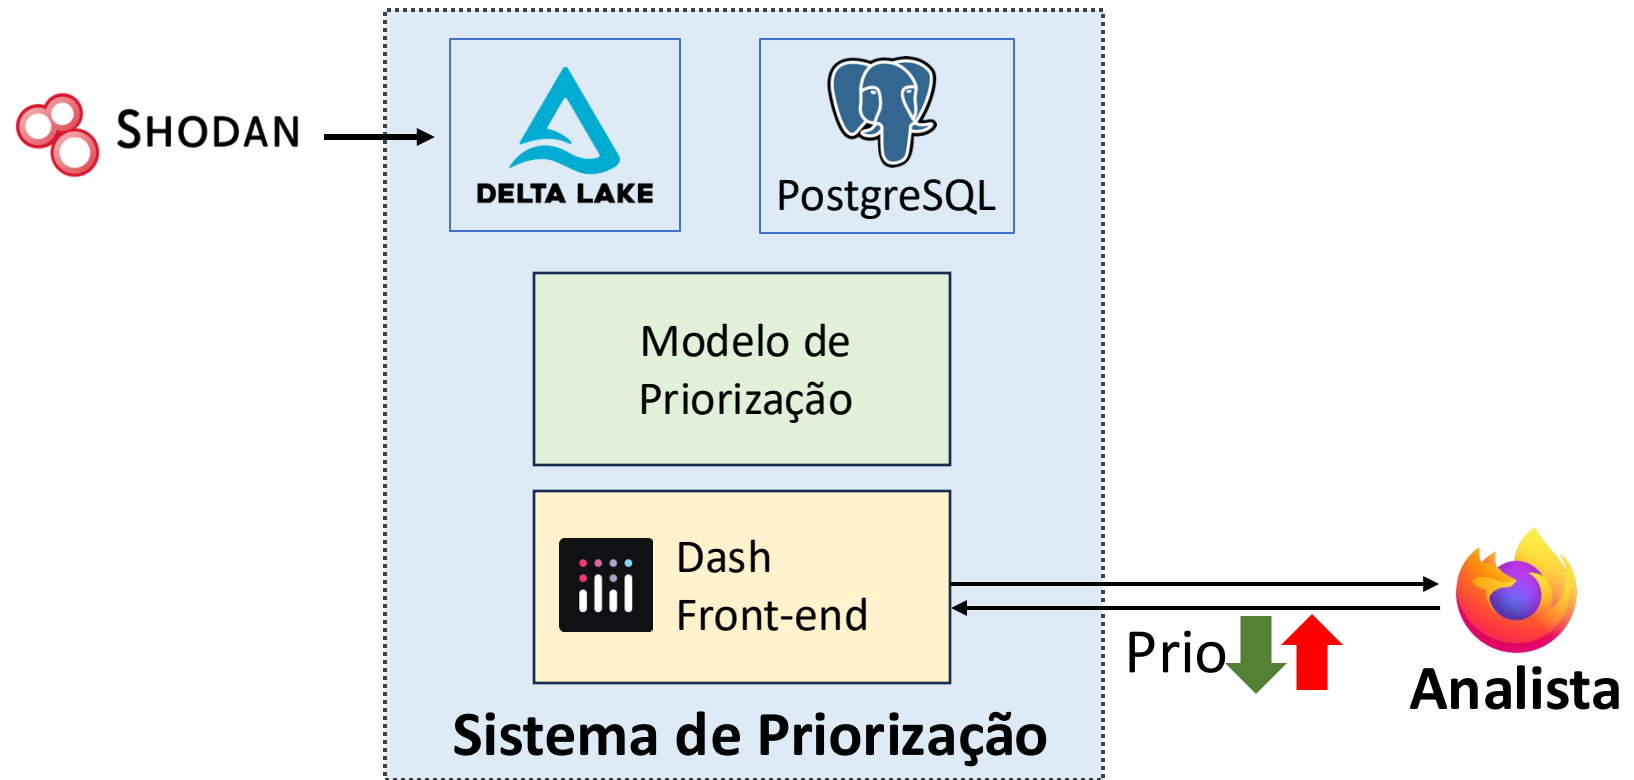 SHODAN
DELTA LAKE
PostgreSQL
Modelo de
Priorização
Dash
Front-end
Prio
Analista
Sistema de Priorização